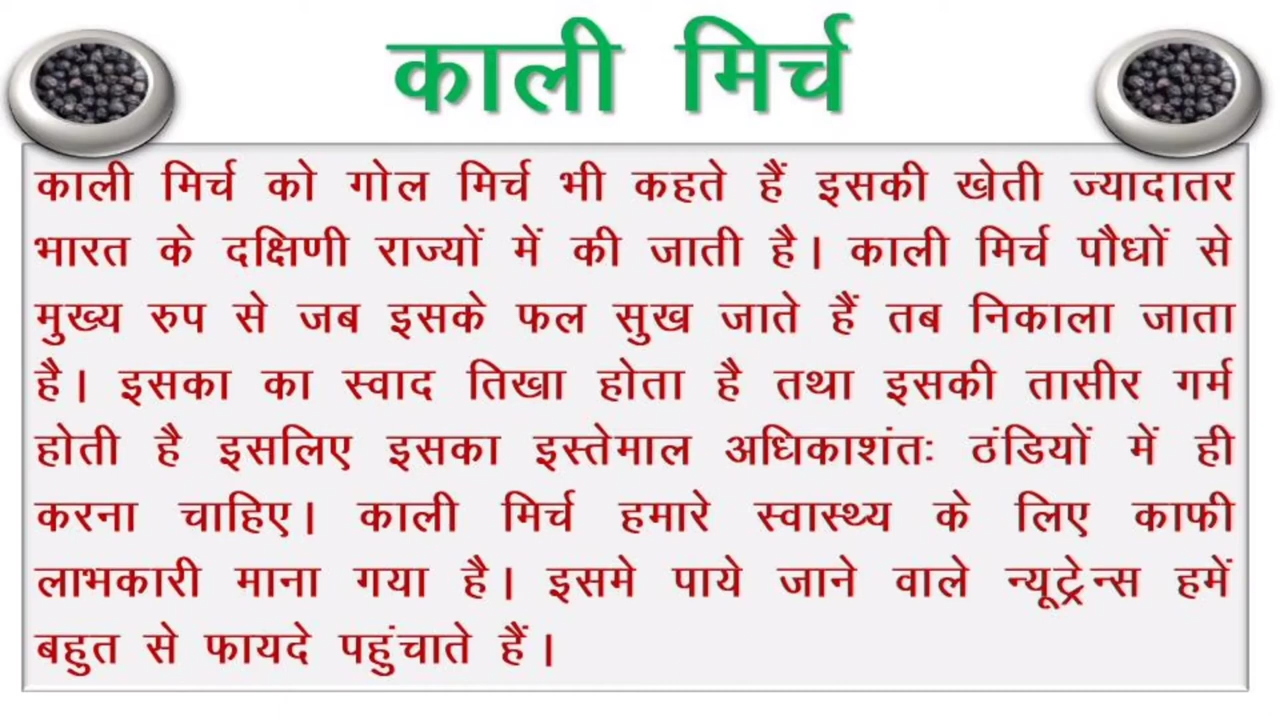 काली मिर्च
काली मिर्च को गोल मिर्च भी कहते हैं इसकी खेती ज्यादातर
भारत के दक्षिणी राज्यों में की जाती है। काली मिर्च पौधों से
मुख्य रुप से जब इसके फल सुख जाते हैं तब निकाला जाता
है। इसका का स्वाद तिखा होता है तथा इसकी तासीर गर्म
होती है इसलिए इसका इस्तेमाल अधिकाशंतः ठंडियों में ही
करना चाहिए। काली मिर्च हमारे स्वास्थ्य के लिए काफी
लाभकारी माना गया है। इसमे पाये जाने वाले न्यूट्रेन्स हमें
बहुत से फायदे पहुंचाते हैं।